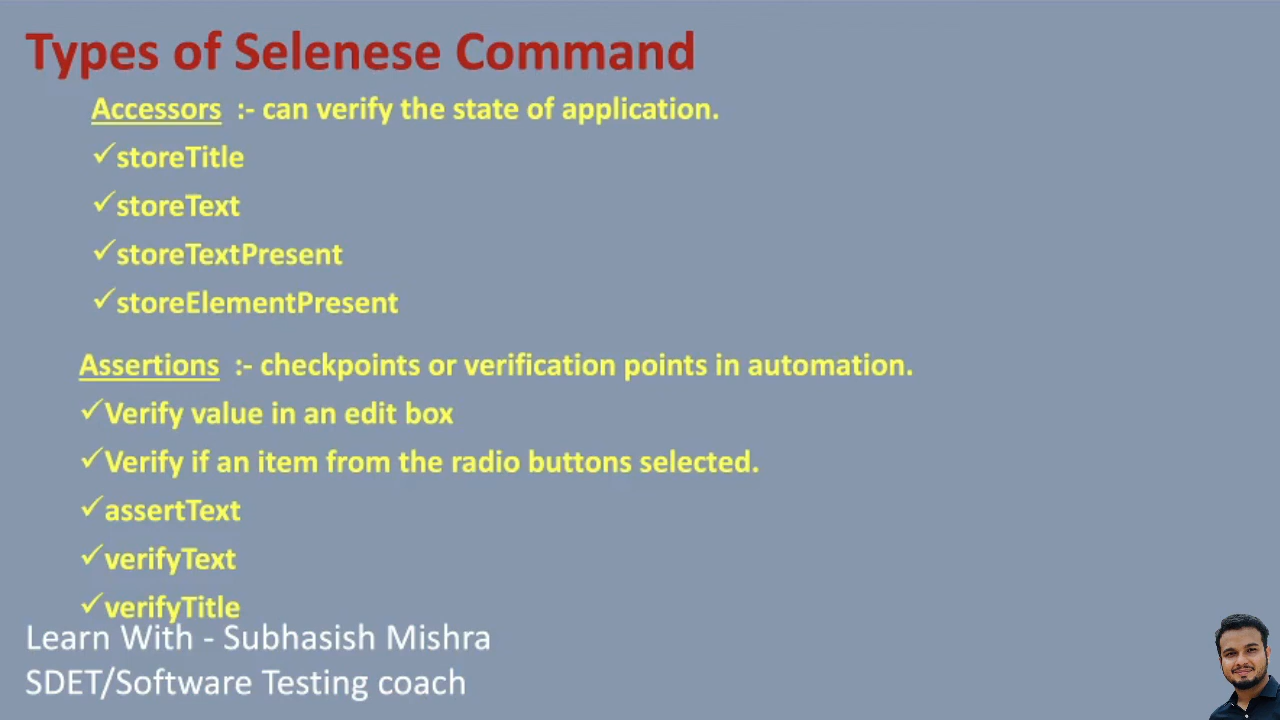 Types of Selenese Command
Accessors :- can verify the state of application.
✓storeTitle
✓storeText
✓storeTextPresent
✓storeElementPresent
Assertions :- checkpoints or verification points in automation.
✓Verify value in an edit box
✓Verify if an item from the radio buttons selected.
✓assertText
✓verifyText
✓verifyTitle
Learn With - Subhasish Mishra
SDET/Software Testing coach